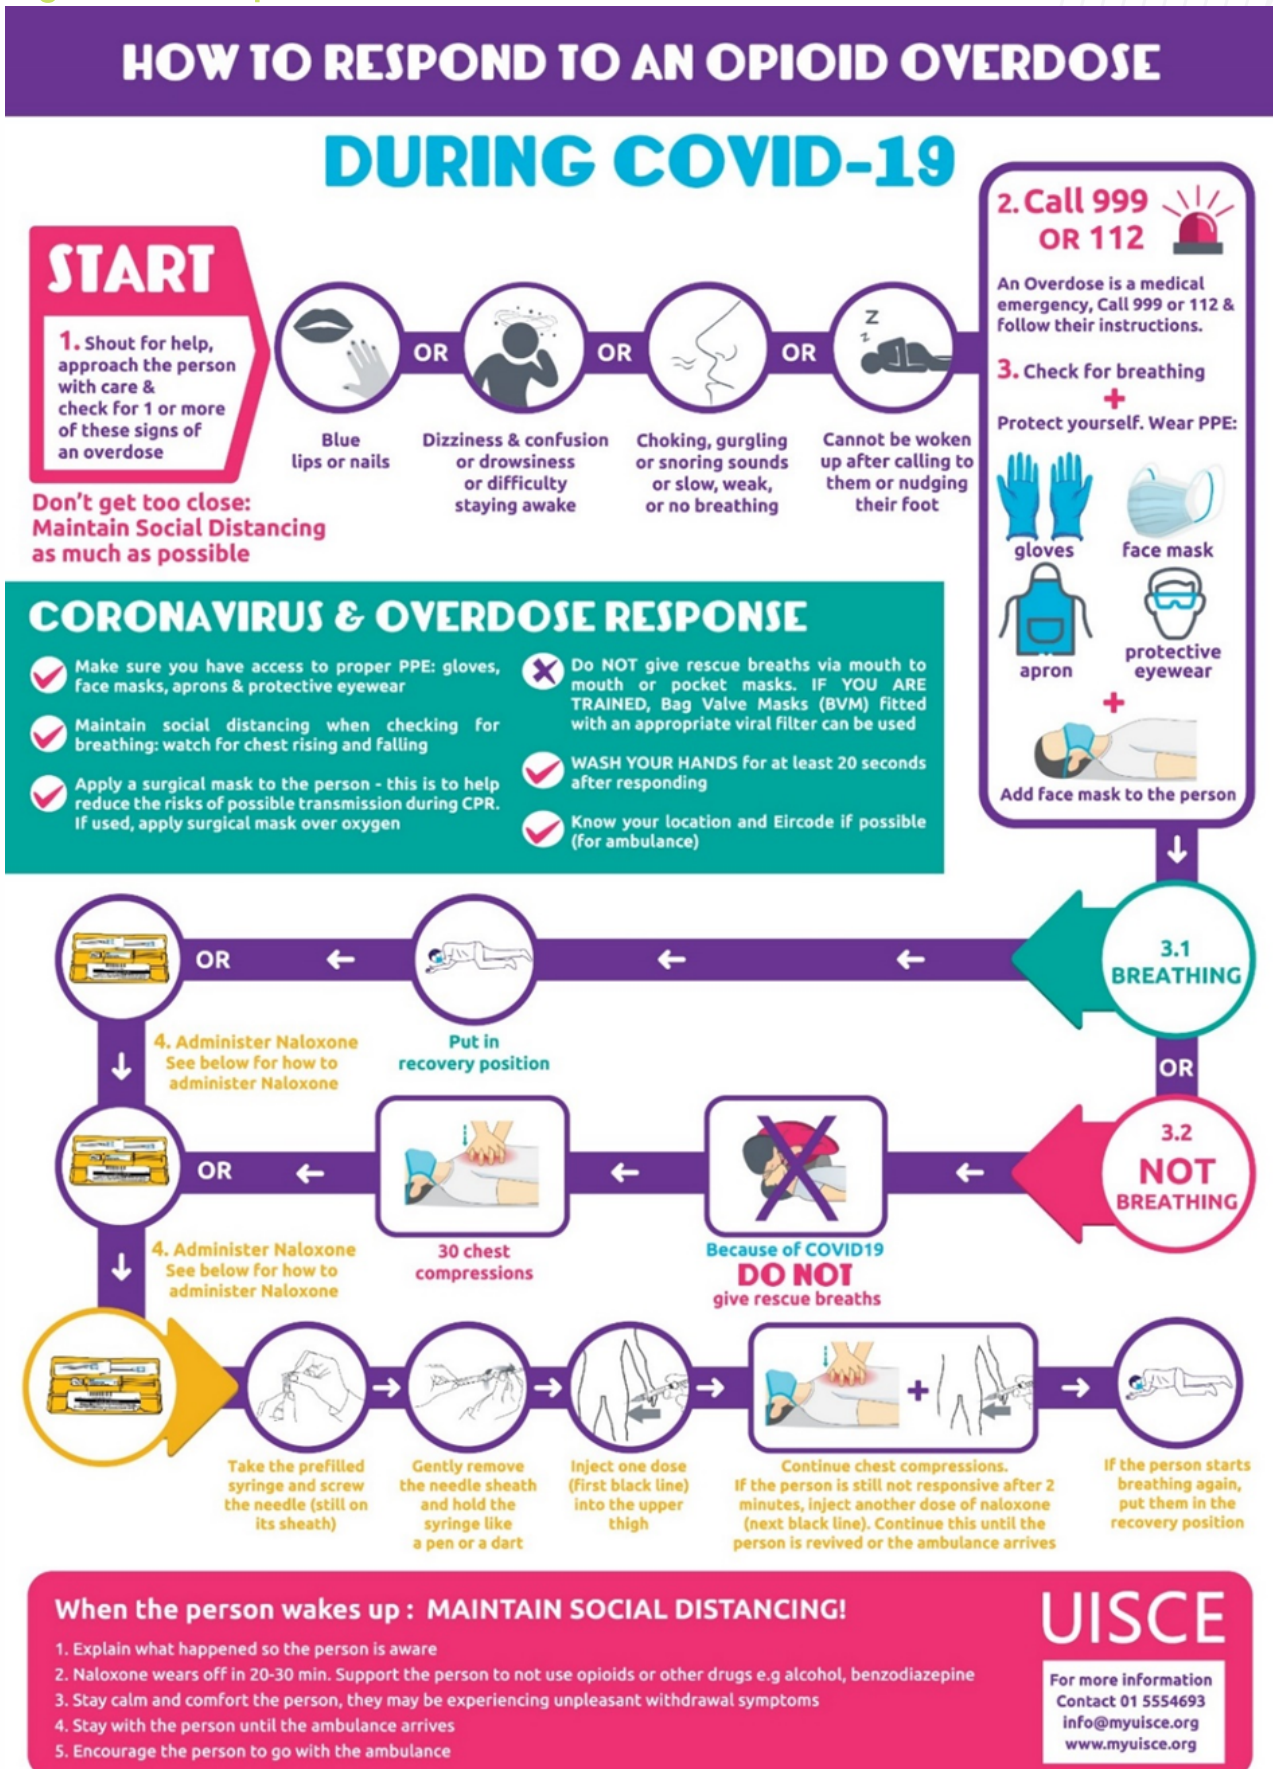 HOW TO RESPOND TO AN OPIOID OVERDOSE
DURING COVID-19
START
1. Shout for help,
approach the person
with care &
check for 1 or more
of these signs of
an overdose
Don't get too close:
Maintain Social Distancing
as much as possible
Blue
lips or nails
OR
Dizziness & confusion
or drowsiness
or difficulty
staying awake
OR
Choking, gurgling
or snoring sounds
or slow, weak,
or no breathing
OR
Z
z
Cannot be woken
up after calling to
them or nudging
their foot
2. Call 999
OR 112
An Overdose is a medical
emergency, Call 999 or 112 &
follow their instructions.
3. Check for breathing
+
Protect yourself. Wear PPE:
gloves
face mask
apron
protective
eyewear
+
Add face mask to the person
CORONAVIRUS & OVERDOSE RESPONSE
Make sure you have access to proper PPE: gloves,
face masks, aprons & protective eyewear
Maintain social distancing when checking for
breathing: watch for chest rising and falling
Apply a surgical mask to the person - this is to help
reduce the risks of possible transmission during CPR.
If used, apply surgical mask over oxygen
Do NOT give rescue breaths via mouth to
mouth or pocket masks. IF YOU ARE
TRAINED, Bag Valve Masks (BVM) fitted
with an appropriate viral filter can be used
WASH YOUR HANDS for at least 20 seconds
after responding
Know your location and Eircode if possible
(for ambulance)
3.1
BREATHING
Put in
recovery position
OR
4. Administer Naloxone
See below for how to
administer Naloxone
OR
3.2
NOT
BREATHING
Because of COVID19
DO NOT
give rescue breaths
30 chest
compressions
OR
4. Administer Naloxone
See below for how to
administer Naloxone
Take the prefilled
syringe and screw
the needle (still on
its sheath)
Gently remove
the needle sheath
and hold the
syringe like
a pen or a dart
Inject one dose
(first black line)
into the upper
thigh
+
Continue chest compressions.
If the person is still not responsive after 2
minutes, inject another dose of naloxone
(next black line). Continue this until the
person is revived or the ambulance arrives
If the person starts
breathing again,
put them in the
recovery position
When the person wakes up : MAINTAIN SOCIAL DISTANCING!
1. Explain what happened so the person is aware
2. Naloxone wears off in 20-30 min. Support the person to not use opioids or other drugs e.g alcohol, benzodiazepine
3. Stay calm and comfort the person, they may be experiencing unpleasant withdrawal symptoms
4. Stay with the person until the ambulance arrives
5. Encourage the person to go with the ambulance
UISCE
For more information
Contact 01 5554693
info@myuisce.org
www.myuisce.org